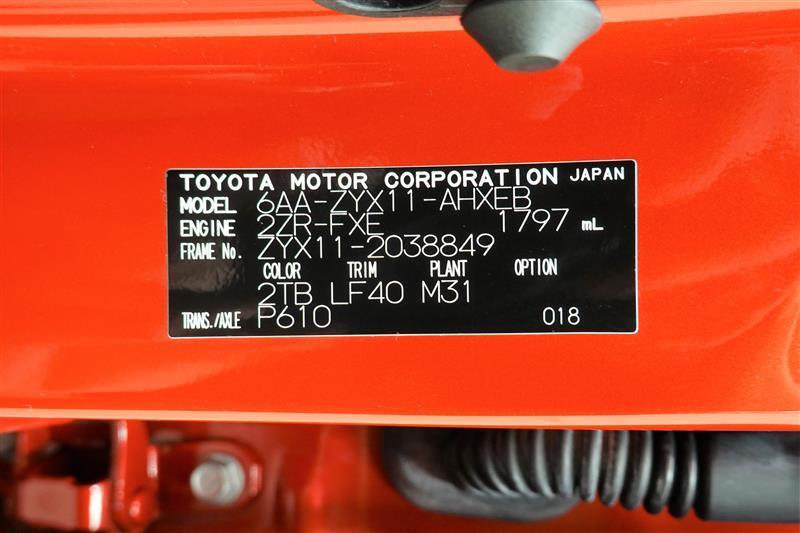 TOYOTA MOTOR CORPORATION JAPAN
MODEL 6AA-ZYX11-AHXEB
ENGINE 2ZR-FXE 1797 mL
FRAME No. ZYX11-2038849
COLOR TRIM PLANT OPTION
2TB LF40 M31
TRANS./AXLE P610 018